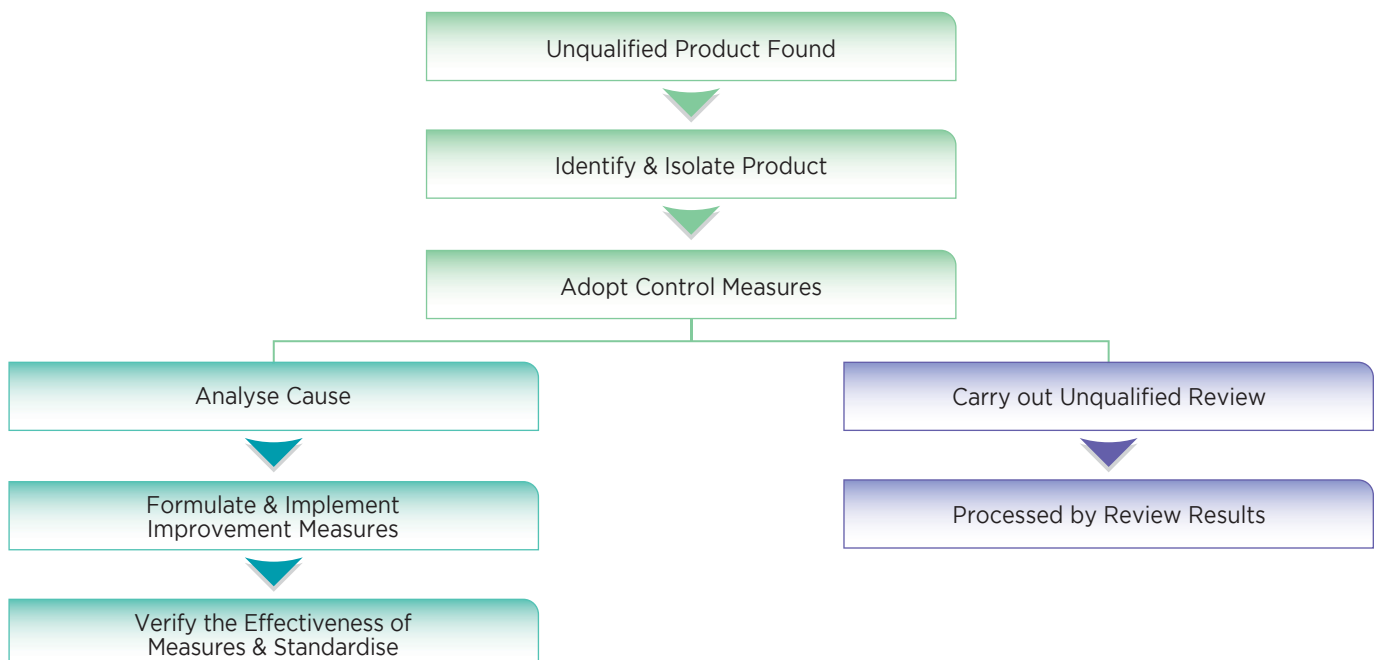 Unqualified Product Found
Identify & Isolate Product
Adopt Control Measures
Analyse Cause
Formulate & Implement
Improvement Measures
Verify the Effectiveness of
Measures & Standardise
Carry out Unqualified Review
Processed by Review Results